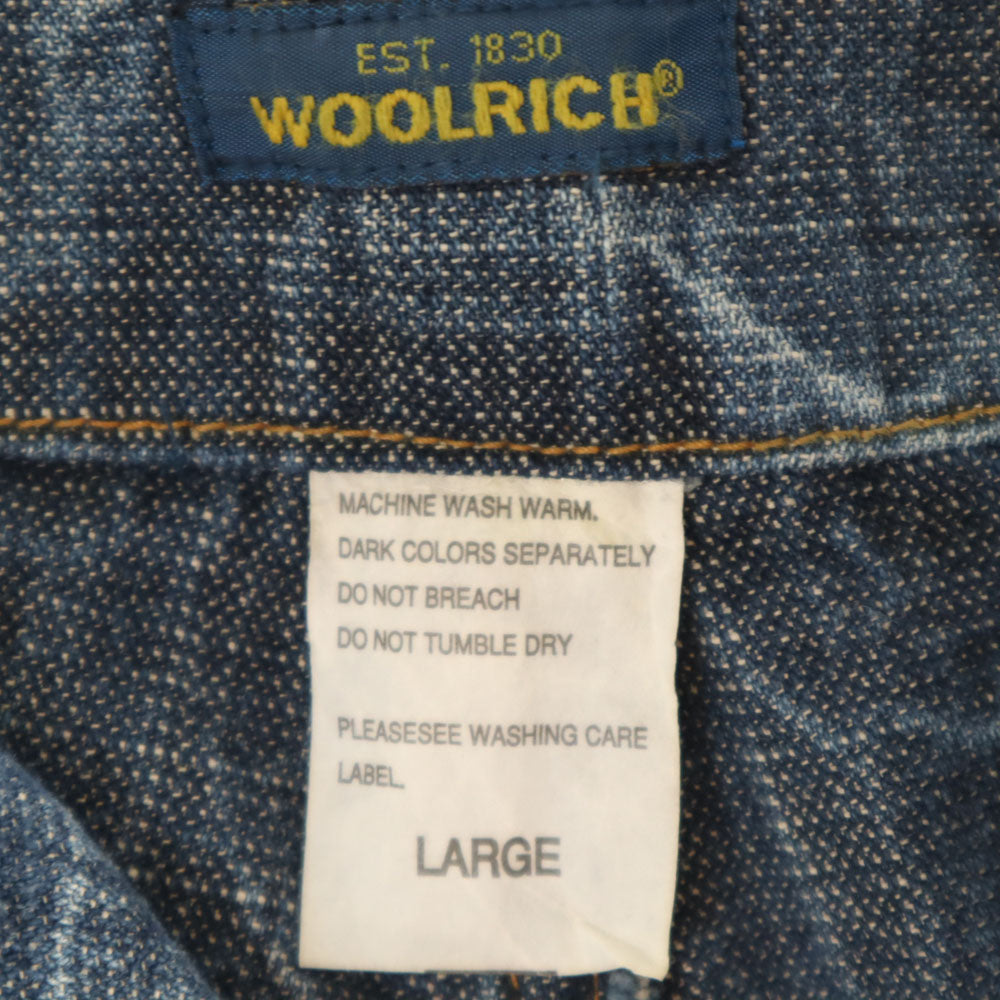 EST. 1830
WOOLRICH®
MACHINE WASH WARM.
DARK COLORS SEPARATELY
DO NOT BREACH
DO NOT TUMBLE DRY
PLEASESEE WASHING CARE
LABEL.
LARGE